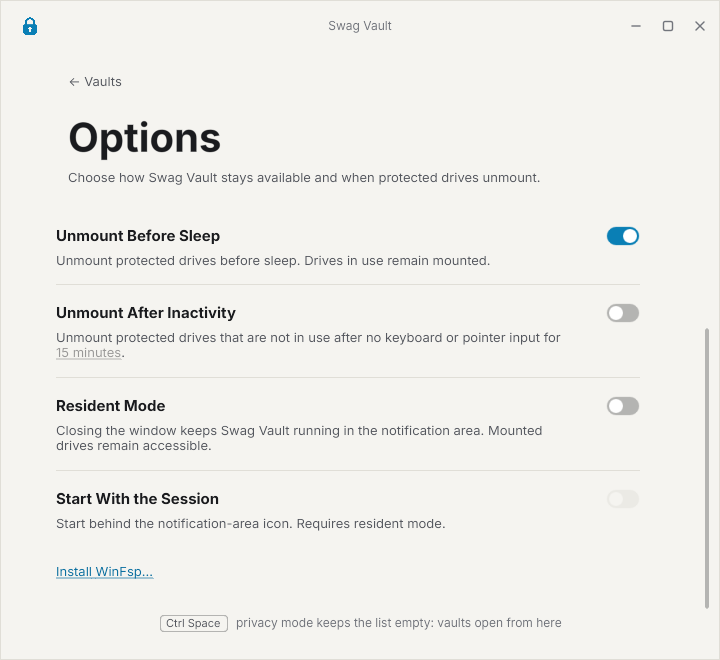 Swag Vault
← Vaults
Options
Choose how Swag Vault stays available and when protected drives unmount.
Unmount Before Sleep
Unmount protected drives before sleep. Drives in use remain mounted.
Unmount After Inactivity
Unmount protected drives that are not in use after no keyboard or pointer input for
15 minutes.
Resident Mode
Closing the window keeps Swag Vault running in the notification area. Mounted
drives remain accessible.
Start With the Session
Start behind the notification-area icon. Requires resident mode.
Install WinFsp...
Ctrl Space privacy mode keeps the list empty: vaults open from here